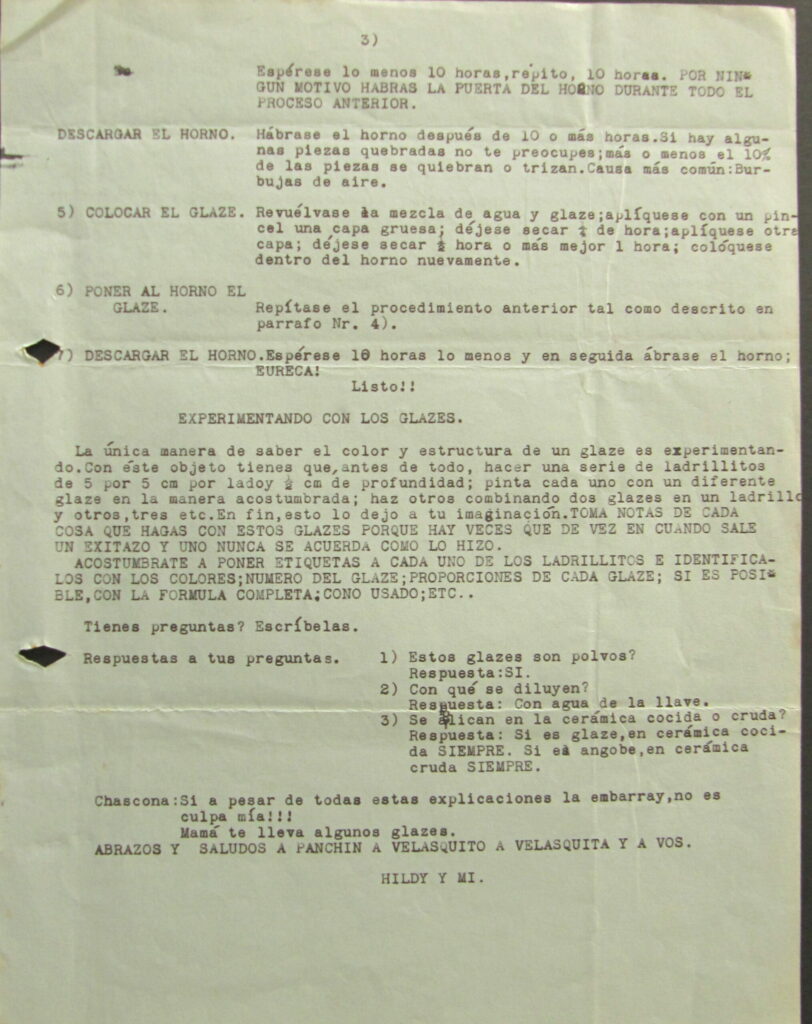 3)
Espérese lo menos 10 horas,repito, 10 horas. POR NIN-
GUN MOTIVO HABRAS LA PUERTA DEL HORNO DURANTE TODO EL
PROCESO ANTERIOR.
DESCARGAR EL HORNO. Hábrase el horno después de 10 o más horas.Si hay algu-
nas piezas quebradas no te preocupes;más o menos el 10%
de las piezas se quiebran o trizan.Causa más común:Bur-
bujas de aire.
5) COLOCAR EL GLAZE. Revuélvase la mezcla de agua y glaze;aplíquese con un pin-
cel una capa gruesa; déjese secar ¼ de hora;aplíquese otra
capa; déjese secar ½ hora o más mejor 1 hora; colóquese
dentro del horno nuevamente.
6) PONER AL HORNO EL
GLAZE. Repítase el procedimiento anterior tal como descrito en
parrafo Nr. 4).
7) DESCARGAR EL HORNO.Espérese 10 horas lo menos y en seguida ábrase el horno;
EURECA!
Listo!!
EXPERIMENTANDO CON LOS GLAZES.
La única manera de saber el color y estructura de un glaze es experimentan-
do.Con éste objeto tienes que,antes de todo, hacer una serie de ladrillitos
de 5 por 5 cm por ladoy ½ cm de profundidad; pinta cada uno con un diferente
glaze en la manera acostumbrada; haz otros combinando dos glazes en un ladrillo
y otros,tres etc.En fin,esto lo dejo a tu imaginación.TOMA NOTAS DE CADA
COSA QUE HAGAS CON ESTOS GLAZES PORQUE HAY VECES QUE DE VEZ EN CUANDO SALE
UN EXITAZO Y UNO NUNCA SE ACUERDA COMO LO HIZO.
ACOSTUMBRATE A PONER ETIQUETAS A CADA UNO DE LOS LADRILLITOS E IDENTIFICA-
LOS CON LOS COLORES;NUMERO DEL GLAZE;PROPORCIONES DE CADA GLAZE; SI ES POSI-
BLE,CON LA FORMULA COMPLETA;CONO USADO;ETC..
Tienes preguntas? Escríbelas.
Respuestas a tus preguntas. 1) Estos glazes son polvos?
Respuesta:SI.
2) Con qué se diluyen?
Respuesta: Con agua de la llave.
3) Se aplican en la cerámica cocida o cruda?
Respuesta: Si es glaze,en cerámica coci-
da SIEMPRE. Si es angobe,en cerámica
cruda SIEMPRE.
Chascona:Si a pesar de todas estas explicaciones la embarray,no es
culpa mía!!!
Mamá te lleva algunos glazes.
ABRAZOS Y SALUDOS A PANCHIN A VELASQUITO A VELASQUITA Y A VOS.
HILDY Y MI.